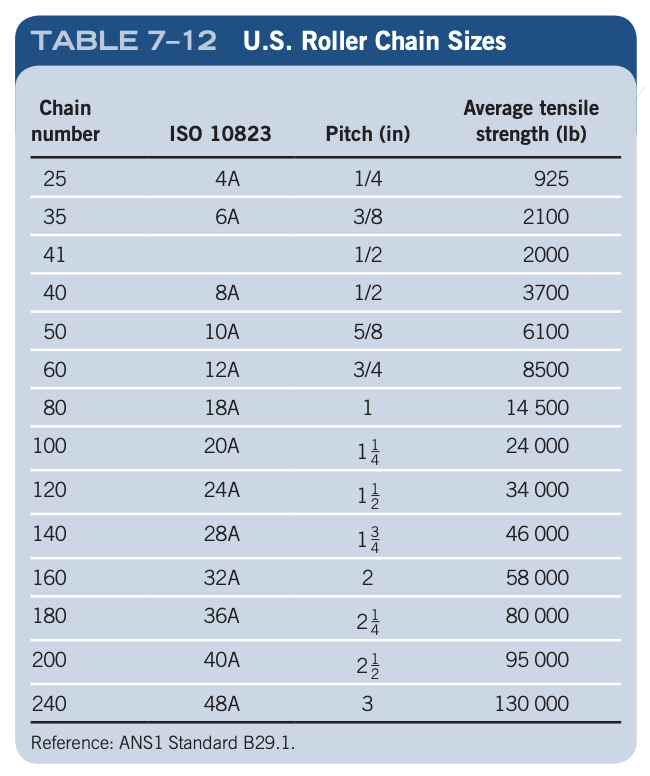 TABLE 7–12 U.S. Roller Chain Sizes
Chain number ISO 10823 Pitch (in) Average tensile strength (lb)
25 4A 1/4 925
35 6A 3/8 2100
41 1/2 2000
40 8A 1/2 3700
50 10A 5/8 6100
60 12A 3/4 8500
80 18A 1 14 500
100 20A 1 1/4 24 000
120 24A 1 1/2 34 000
140 28A 1 3/4 46 000
160 32A 2 58 000
180 36A 2 1/4 80 000
200 40A 2 1/2 95 000
240 48A 3 130 000
Reference: ANS1 Standard B29.1.